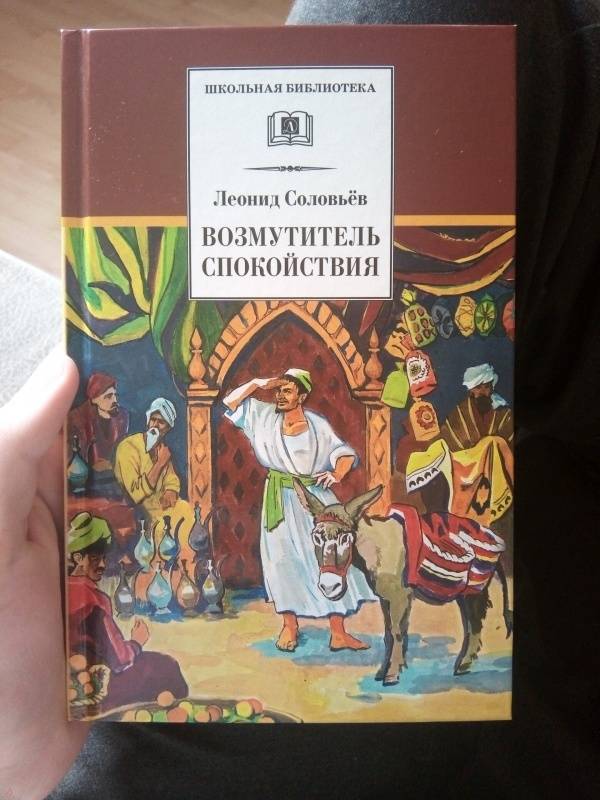 ШКОЛЬНАЯ БИБЛИОТЕКА
Леонид Соловьёв
ВОЗМУТИТЕЛЬ
СПОКОЙСТВИЯ